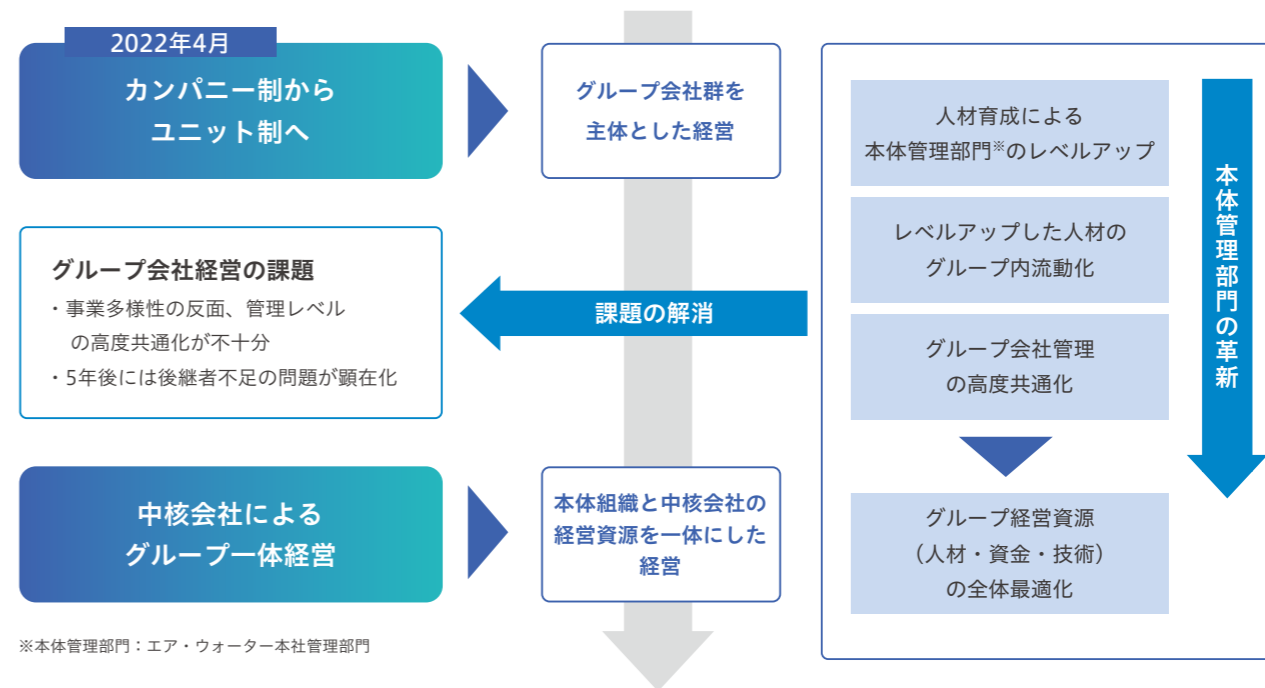 2022年4月
カンパニー制から
ユニット制へ
グループ会社群を
主体とした経営
グループ会社経営の課題
・事業多様性の反面、管理レベル
の高度共通化が不十分
・5年後には後継者不足の問題が顕在化
課題の解消
中核会社による
グループ一体経営
本体組織と中核会社の
経営資源を一体にした
経営
人材育成による
本体管理部門※のレベルアップ
レベルアップした人材の
グループ内流動化
グループ会社管理
の高度共通化
グループ経営資源
（人材・資金・技術）
の全体最適化
本体管理部門の革新
※本体管理部門：エア・ウォーター本社管理部門